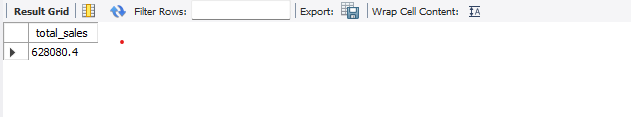 Result Grid Filter Rows: Export: Wrap Cell Content:
total_sales
628080.4